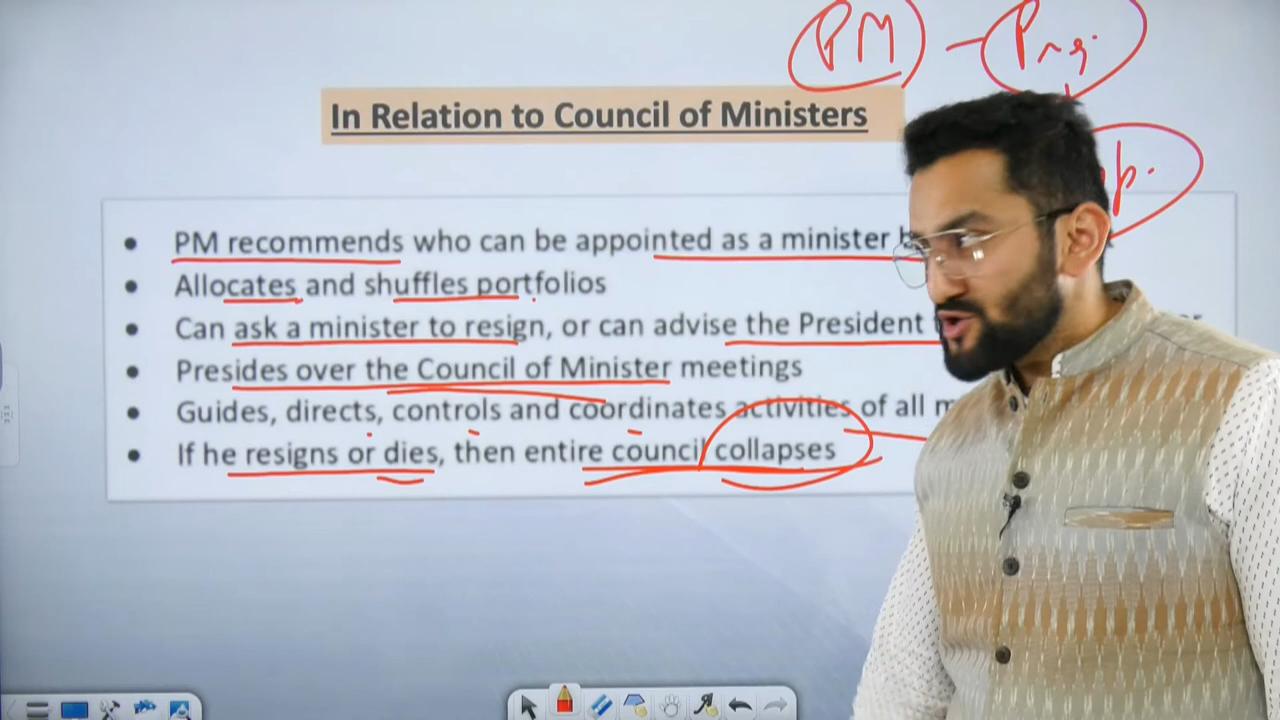 PM - Prg.
In Relation to Council of Ministers
• PM recommends who can be appointed as a minister
• Allocates and shuffles portfolios
• Can ask a minister to resign, or can advise the President
• Presides over the Council of Minister meetings
• Guides, directs, controls and coordinates activities of all
• If he resigns or dies, then entire council collapses